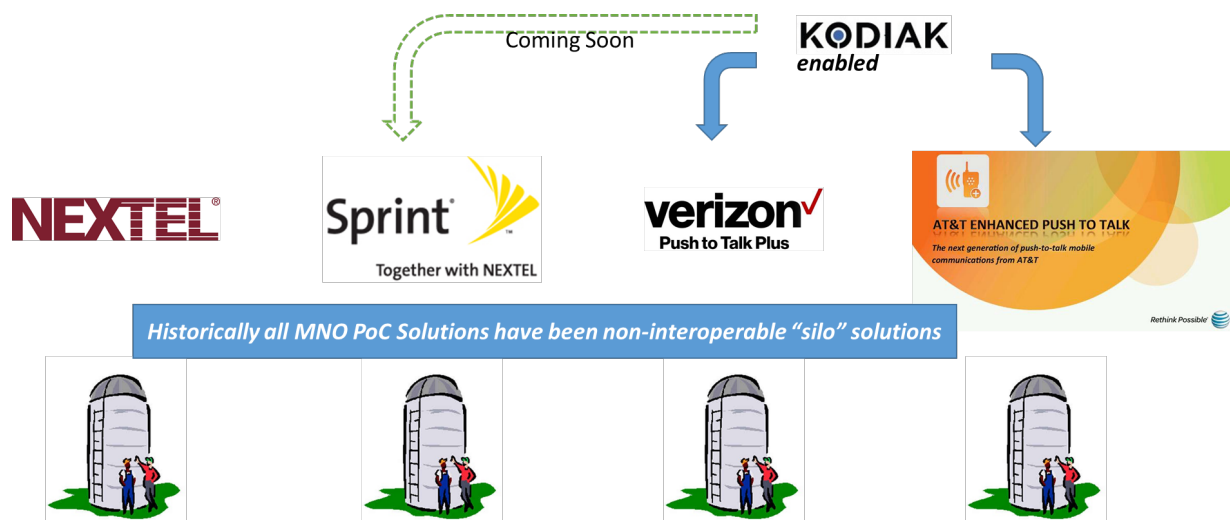 Coming Soon
KODIAK
enabled
NEXTEL®
Sprint
™
Together with NEXTEL
verizon
Push to Talk Plus
AT&T ENHANCED PUSH TO TALK
The next generation of push-to-talk mobile
communications from AT&T
Rethink Possible
Historically all MNO PoC Solutions have been non-interoperable “silo” solutions